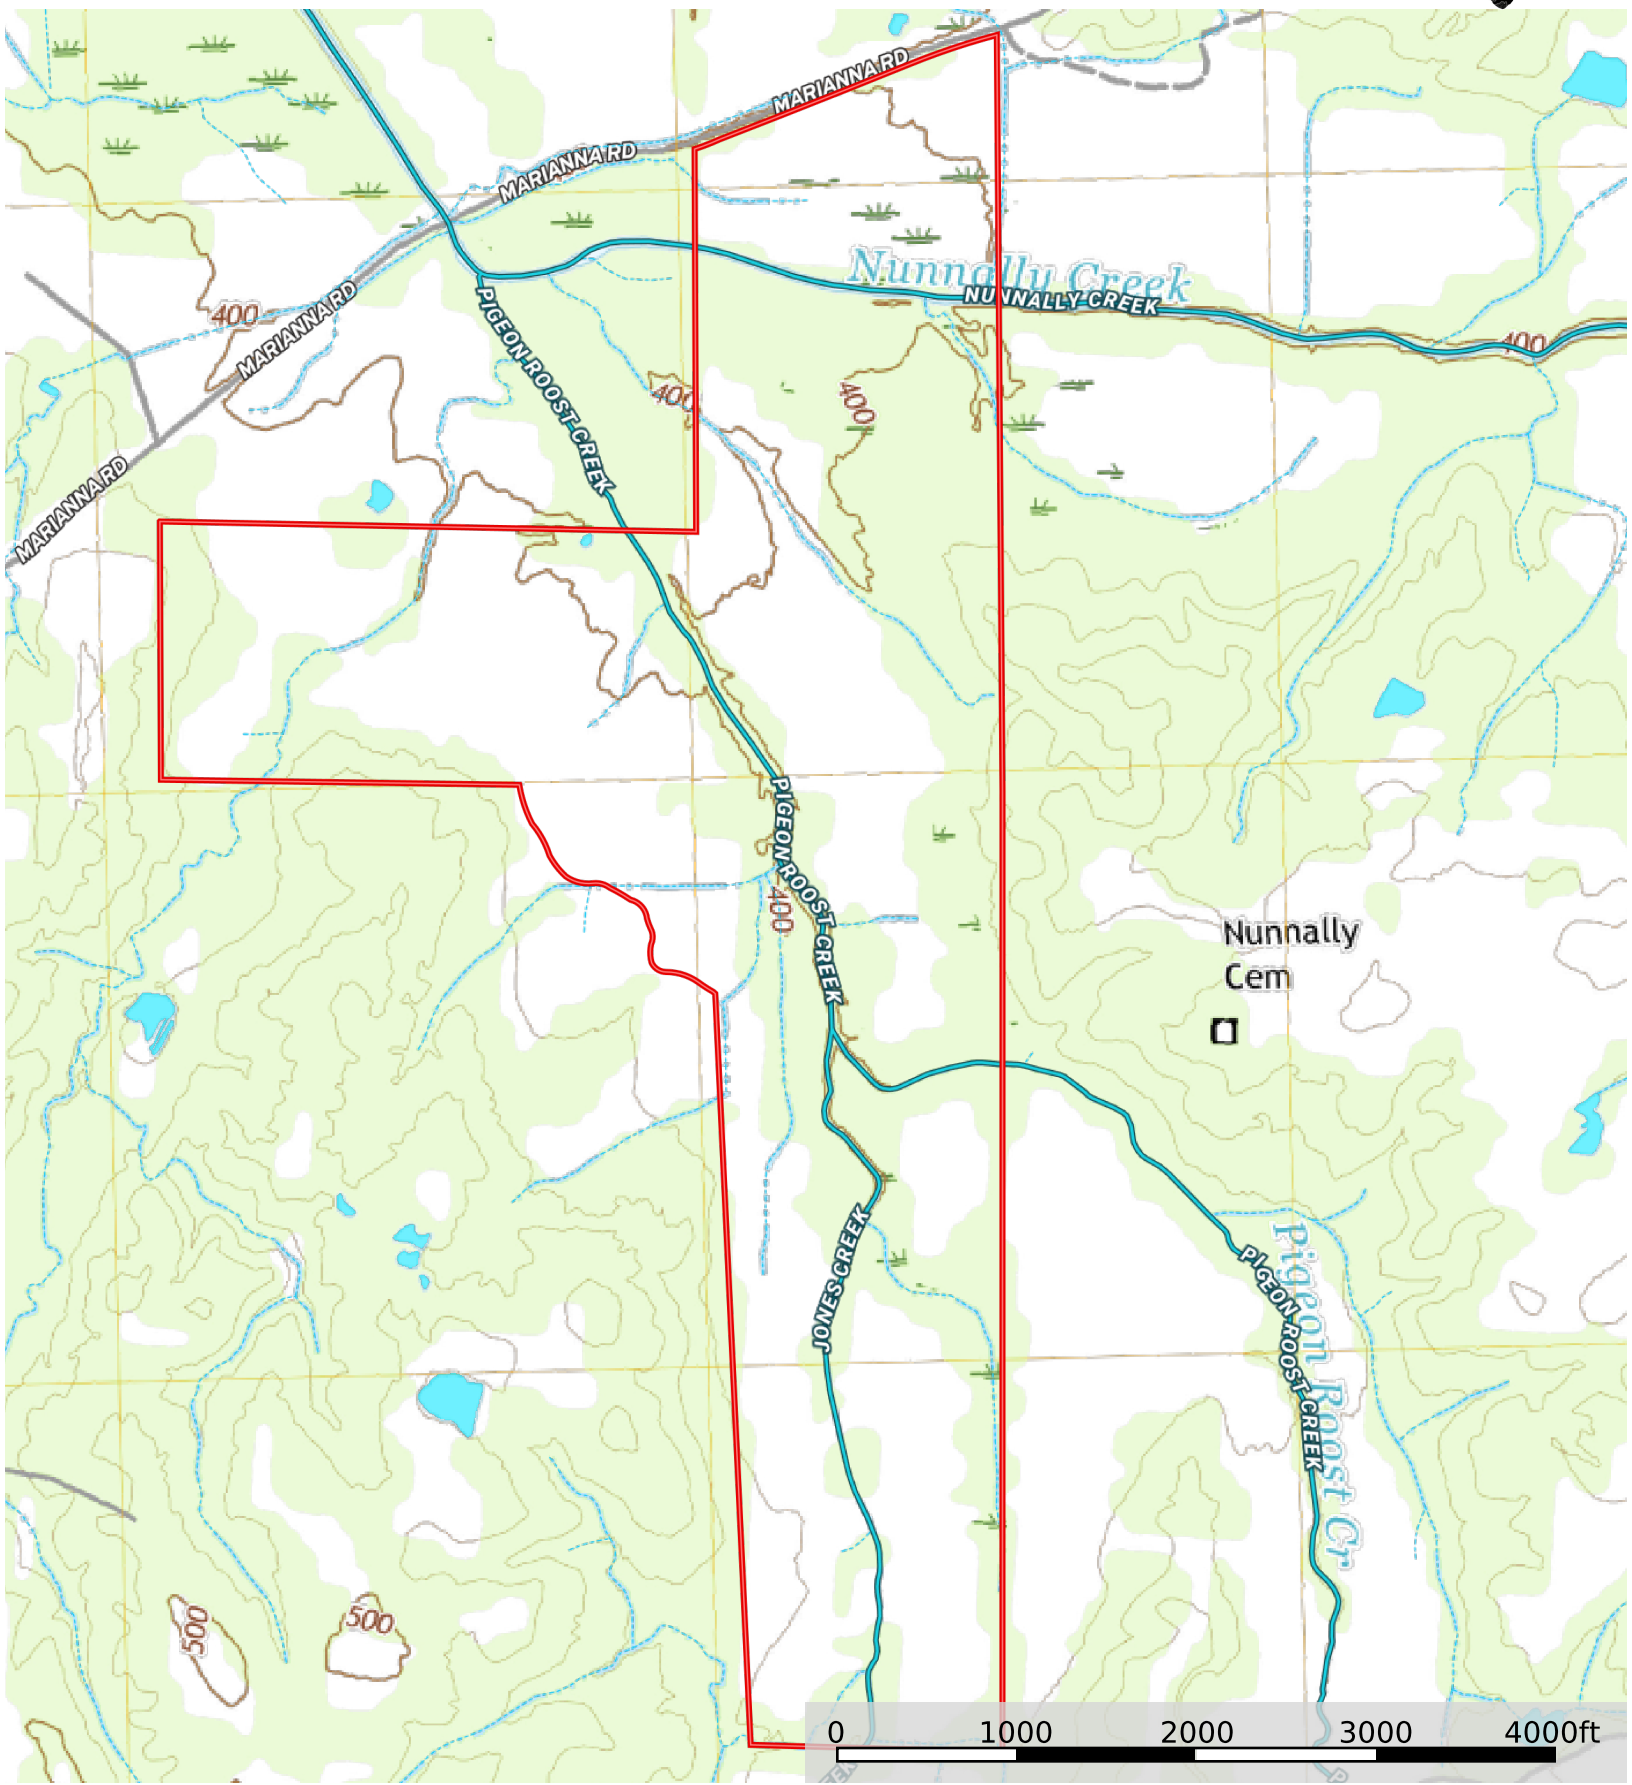 MARIANNA RD
MARIANNA RD
Nunnally Creek
NUNNALLY CREEK
400
MARIANNA RD
PIGEON ROOST CREEK
400
400
400
MARIANNA RD
PIGEON ROOST CREEK
400
Nunnally
Cem
JONES CREEK
PIGEON ROOST CREEK
Pigeon Roost Cr
500
500
0 1000 2000 3000 4000ft